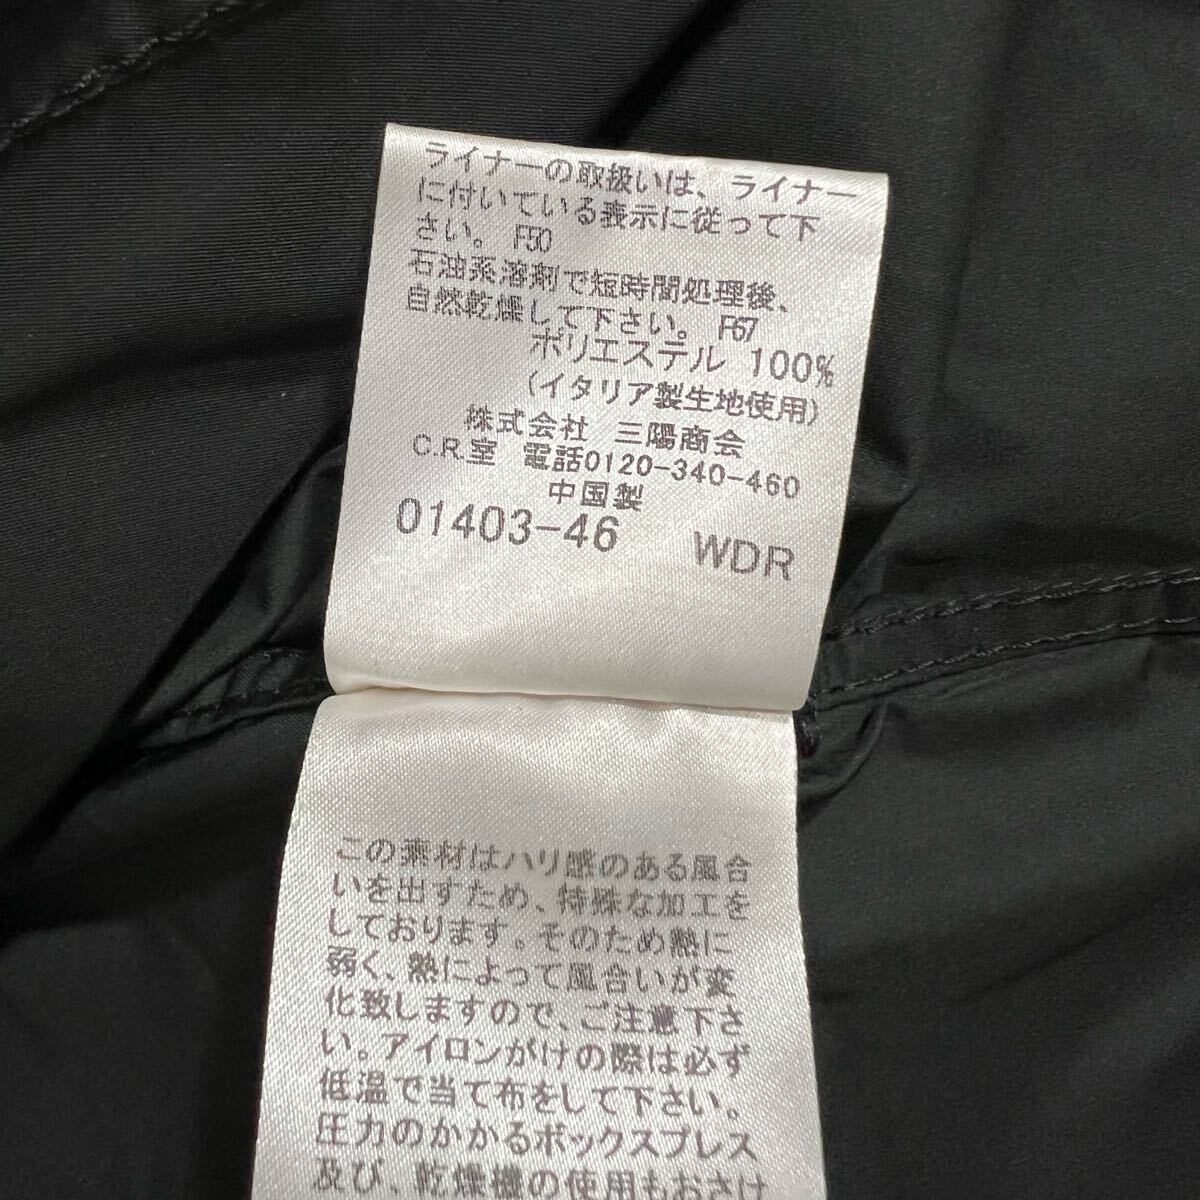 ライナーの取扱いは、ライナー
に付いている表示に従って下
さい。 F50
石油系溶剤で短時間処理後、
自然乾燥して下さい。 F67
ポリエステル 100%
(イタリア製生地使用)
株式会社 三陽商会
C.R.室 電話0120-340-460
中国製
01403-46 WDR
この素材はハリ感のある風合
いを出すため、特殊な加工を
しております。そのため熱に
弱く、熱によって風合いが変
化致しますので、ご注意下さ
い。アイロンがけの際は必ず
低温で当て布をして下さい。
圧力のかかるボックスプレス
及び、乾燥機の使用もおさけ